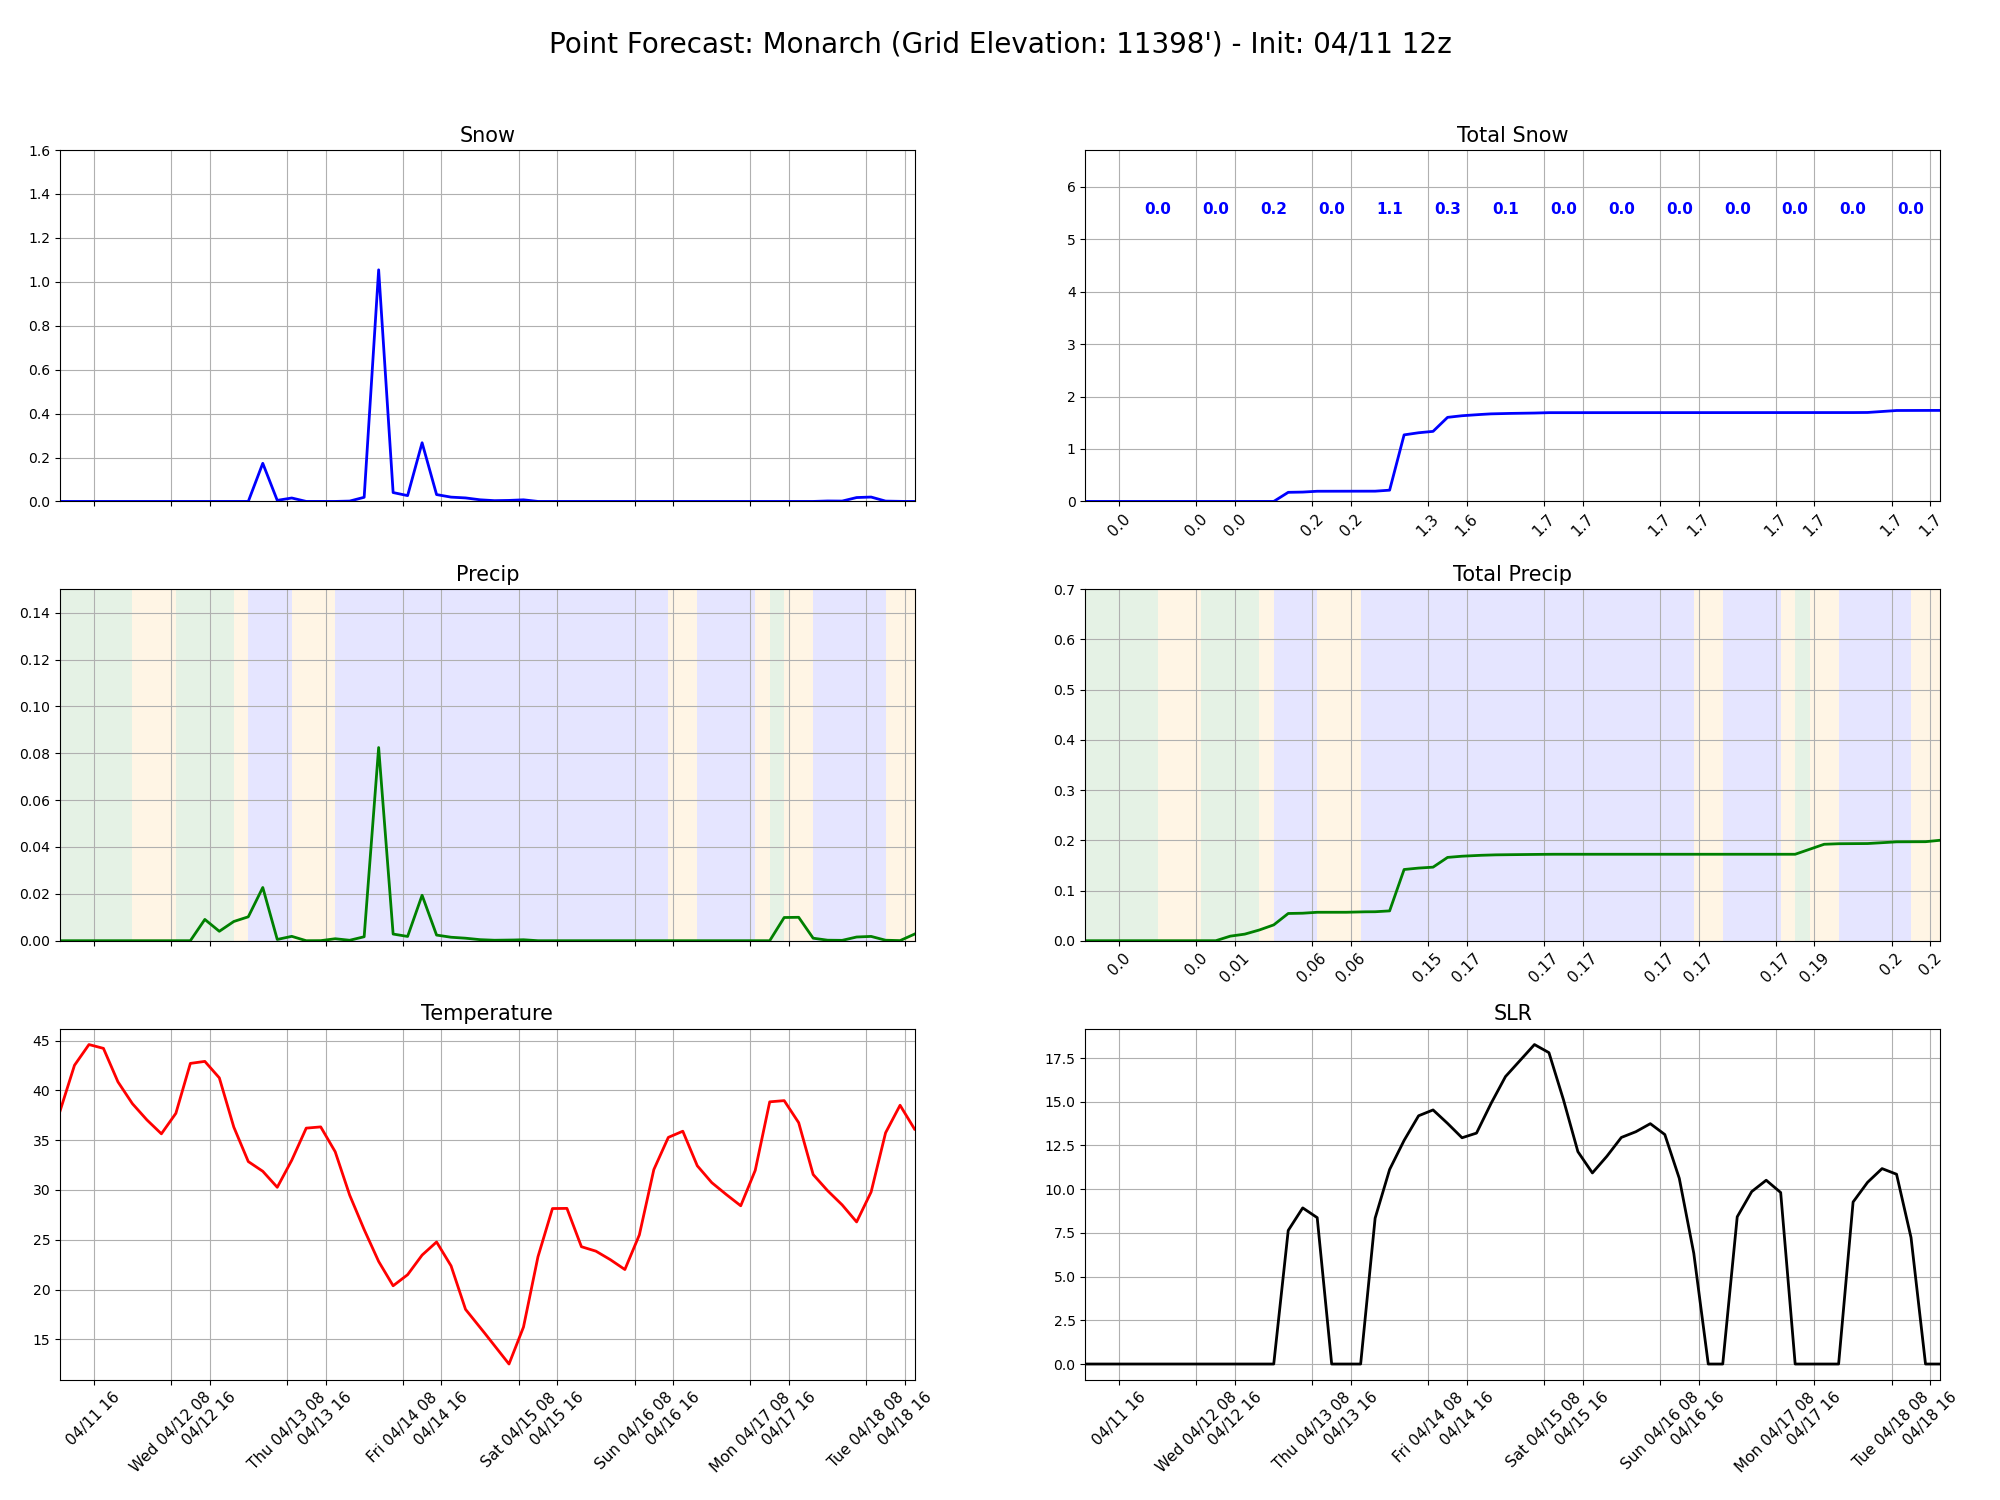 Point Forecast: Monarch (Grid Elevation: 11398') - Init: 04/11 12z
Snow
1.6
1.4
1.2
1.0
0.8
0.6
0.4
0.2
0.0
Total Snow
6
5
4
3
2
1
0
0.0 0.0 0.2 0.0 1.1 0.3 0.1 0.0 0.0 0.0 0.0 0.0 0.0 0.0
0.0 0.0 0.0 0.2 0.2 1.3 1.6 1.7 1.7 1.7 1.7 1.7 1.7 1.7 1.7
Precip
0.14
0.12
0.10
0.08
0.06
0.04
0.02
0.00
Total Precip
0.7
0.6
0.5
0.4
0.3
0.2
0.1
0.0
0.0 0.0 0.01 0.06 0.06 0.15 0.17 0.17 0.17 0.17 0.17 0.17 0.19 0.2 0.2
Temperature
45
40
35
30
25
20
15
04/11 16
Wed 04/12 08
04/12 16
Thu 04/13 08
04/13 16
Fri 04/14 08
04/14 16
Sat 04/15 08
04/15 16
Sun 04/16 08
04/16 16
Mon 04/17 08
04/17 16
Tue 04/18 08
04/18 16
SLR
17.5
15.0
12.5
10.0
7.5
5.0
2.5
0.0
04/11 16
Wed 04/12 08
04/12 16
Thu 04/13 08
04/13 16
Fri 04/14 08
04/14 16
Sat 04/15 08
04/15 16
Sun 04/16 08
04/16 16
Mon 04/17 08
04/17 16
Tue 04/18 08
04/18 16